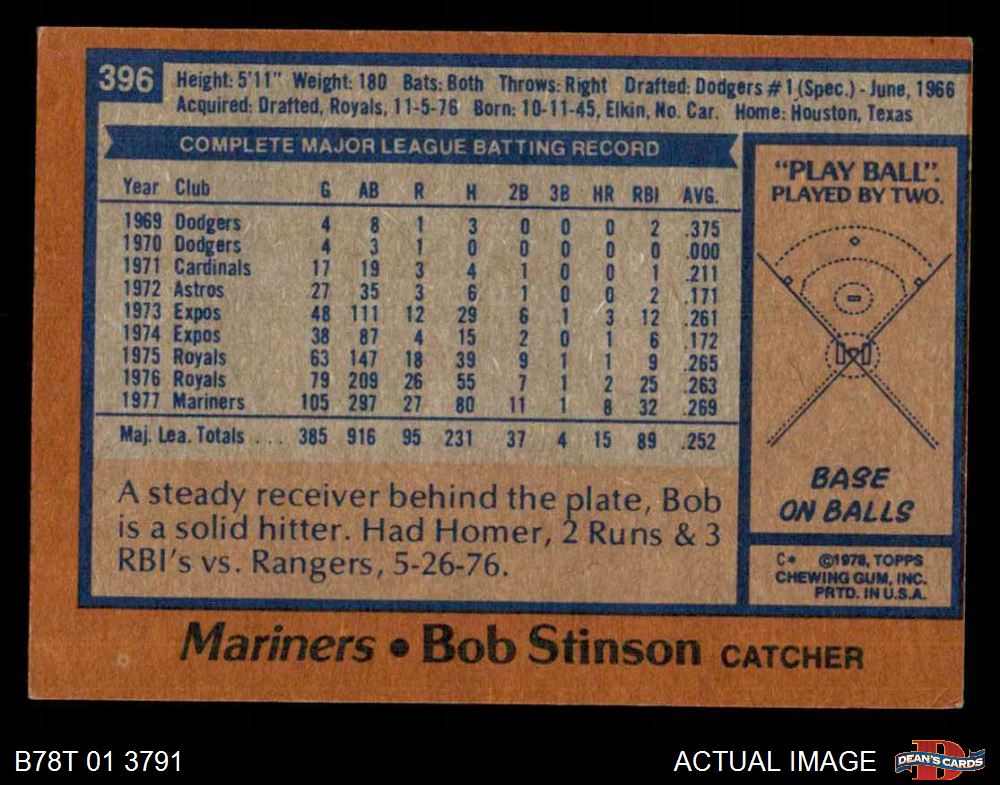 396
Height: 5'11" Weight: 180 Bats: Both Throws: Right Drafted: Dodgers #1 (Spec.) - June, 1966
Acquired: Drafted, Royals, 11-5-76 Born: 10-11-45, Elkin, No. Car. Home: Houston, Texas
COMPLETE MAJOR LEAGUE BATTING RECORD
Year Club G AB R H 2B 3B HR RBI AVG.
1969 Dodgers 4 8 1 3 0 0 0 2 .375
1970 Dodgers 4 3 1 0 0 0 0 0 .000
1971 Cardinals 17 19 3 4 1 0 0 1 .211
1972 Astros 27 35 3 6 1 0 0 2 .171
1973 Expos 48 111 12 29 6 1 3 12 .261
1974 Expos 38 87 4 15 2 0 1 6 .172
1975 Royals 63 147 18 39 9 1 1 9 .265
1976 Royals 79 209 26 55 7 1 2 25 .263
1977 Mariners 105 297 27 80 11 1 8 32 .269
Maj. Lea. Totals . . . 385 916 95 231 37 4 15 89 .252
A steady receiver behind the plate, Bob
is a solid hitter. Had Homer, 2 Runs & 3
RBI's vs. Rangers, 5-26-76.
"PLAY BALL".
PLAYED BY TWO.
BASE
ON BALLS
C* ©1978, TOPPS
CHEWING GUM, INC.
PRTD. IN U.S.A.
Mariners • Bob Stinson CATCHER
B78T 01 3791
ACTUAL IMAGE
D
DEAN'S CARDS